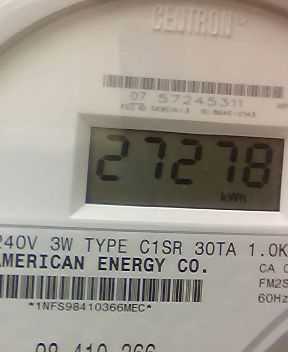 CENTRON
07 57245311
27278
kWh
240V 3W TYPE C1SR 30TA 1.0K
AMERICAN ENERGY CO.
CA
FM2S
60Hz
*1NFS98410366MEC*